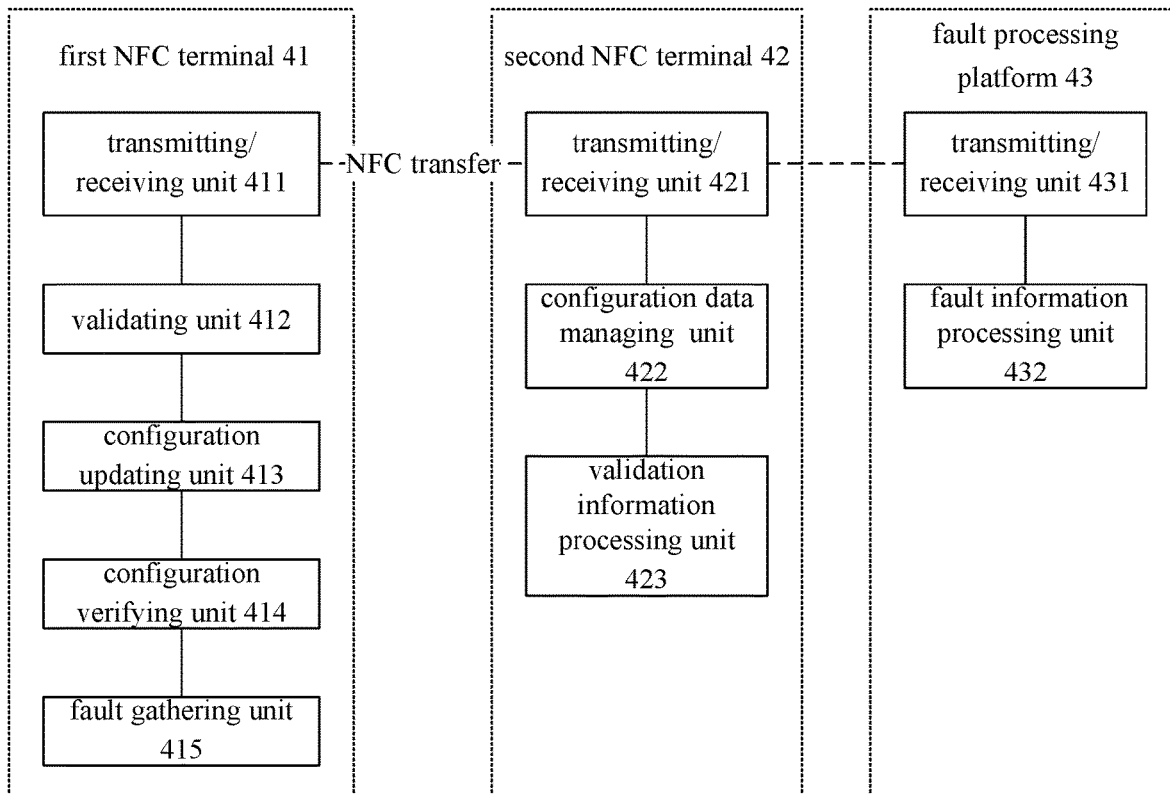 first NFC terminal 41
transmitting/
receiving unit 411
validating unit 412
configuration
updating unit 413
configuration
verifying unit 414
fault gathering unit
415
NFC transfer
second NFC terminal 42
transmitting/
receiving unit 421
configuration data
managing unit
422
validation
information
processing unit
423
fault processing
platform 43
transmitting/
receiving unit 431
fault information
processing unit
432